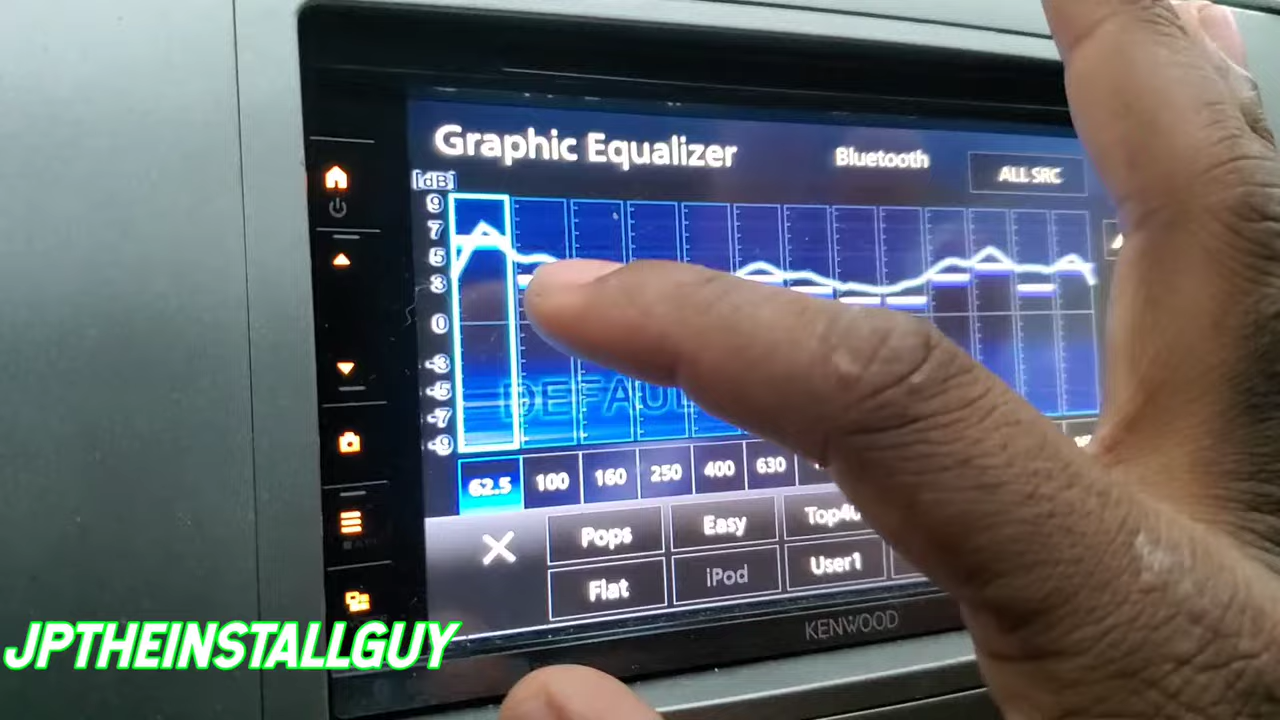 Graphic Equalizer
Bluetooth
ALL SRC
[dB]
9
7
5
3
0
-3
-5
-7
-9
62.5 100 160 250 400 630
Pops Easy
Flat iPod User1
KENWOOD
JPTHEINSTALLGUY